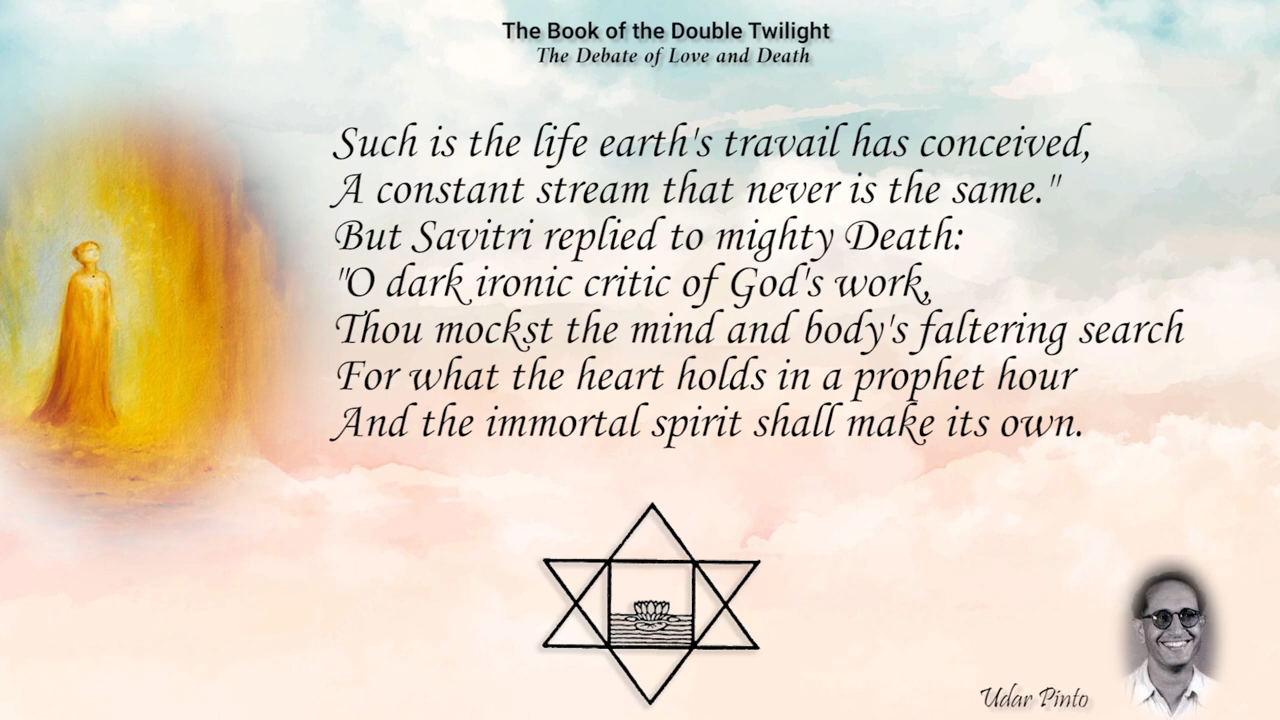 The Book of the Double Twilight
The Debate of Love and Death
Such is the life earth's travail has conceived,
A constant stream that never is the same."
But Savitri replied to mighty Death:
"O dark ironic critic of God's work,
Thou mockst the mind and body's faltering search
For what the heart holds in a prophet hour
And the immortal spirit shall make its own.
Udar Pinto